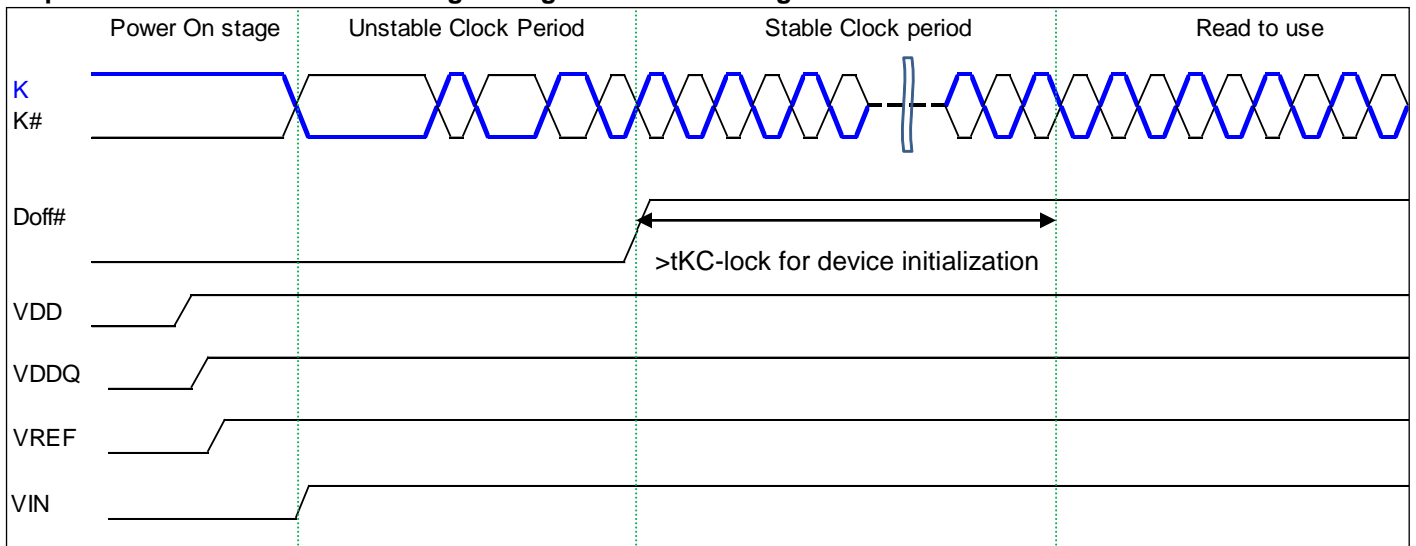 Power On stage Unstable Clock Period Stable Clock period Read to use
K
K#
Doff#
>tKC-lock for device initialization
VDD
VDDQ
VREF
VIN